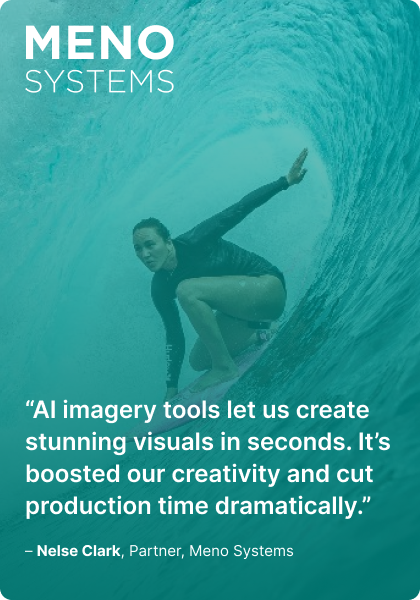 MENO
SYSTEMS
“AI imagery tools let us create
stunning visuals in seconds. It’s
boosted our creativity and cut
production time dramatically.”
– Nelse Clark, Partner, Meno Systems